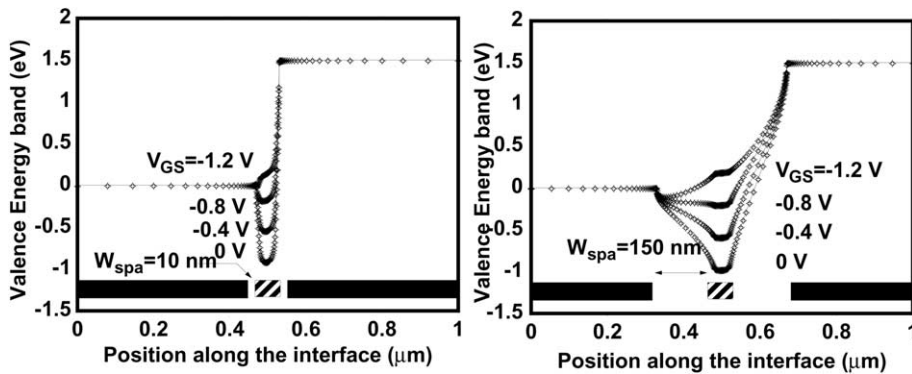 2
1.5
1
0.5
0
-0.5
-1
-1.5
Valence Energy band (eV)
V_GS=-1.2 V
-0.8 V
-0.4 V
0 V
W_spa=10 nm
0 0.2 0.4 0.6 0.8 1
Position along the interface (μm)
2
1.5
1
0.5
0
-0.5
-1
-1.5
Valence Energy band (eV)
V_GS=-1.2 V
-0.8 V
-0.4 V
0 V
W_spa=150 nm
0 0.2 0.4 0.6 0.8 1
Position along the interface (μm)